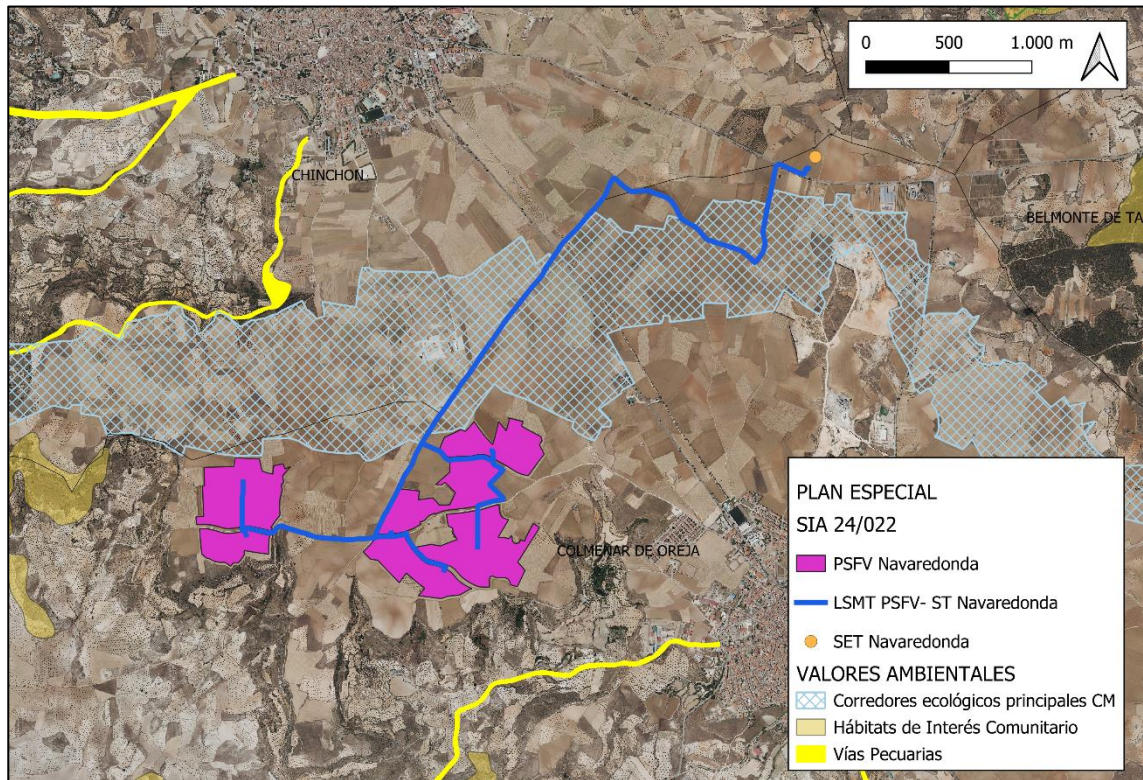 0 500 1.000 m
CHINCHON
BELMONTE DE TA
COLMENAR DE OREJA
PLAN ESPECIAL
SIA 24/022
PSFV Navaredonda
LSMT PSFV- ST Navaredonda
SET Navaredonda
VALORES AMBIENTALES
Corredores ecológicos principales CM
Hábitats de Interés Comunitario
Vías Pecuarias